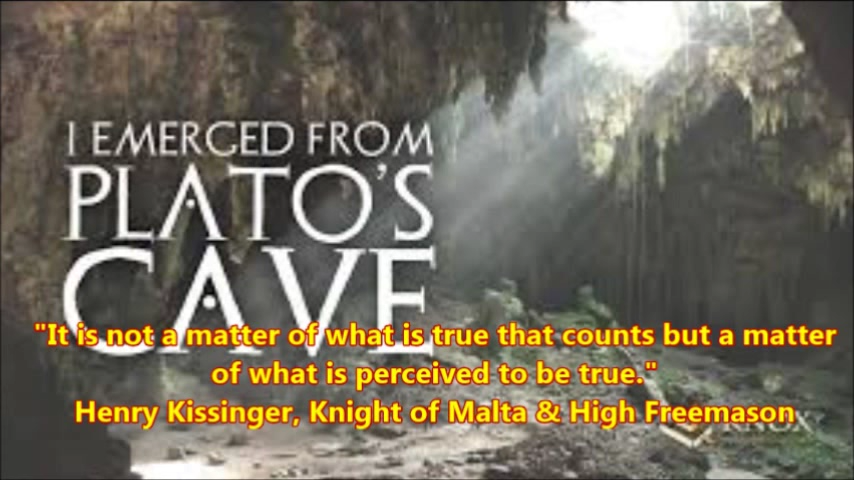 I EMERGED FROM
PLATO'S
CAVE
"It is not a matter of what is true that counts but a matter
of what is perceived to be true."
Henry Kissinger, Knight of Malta & High Freemason